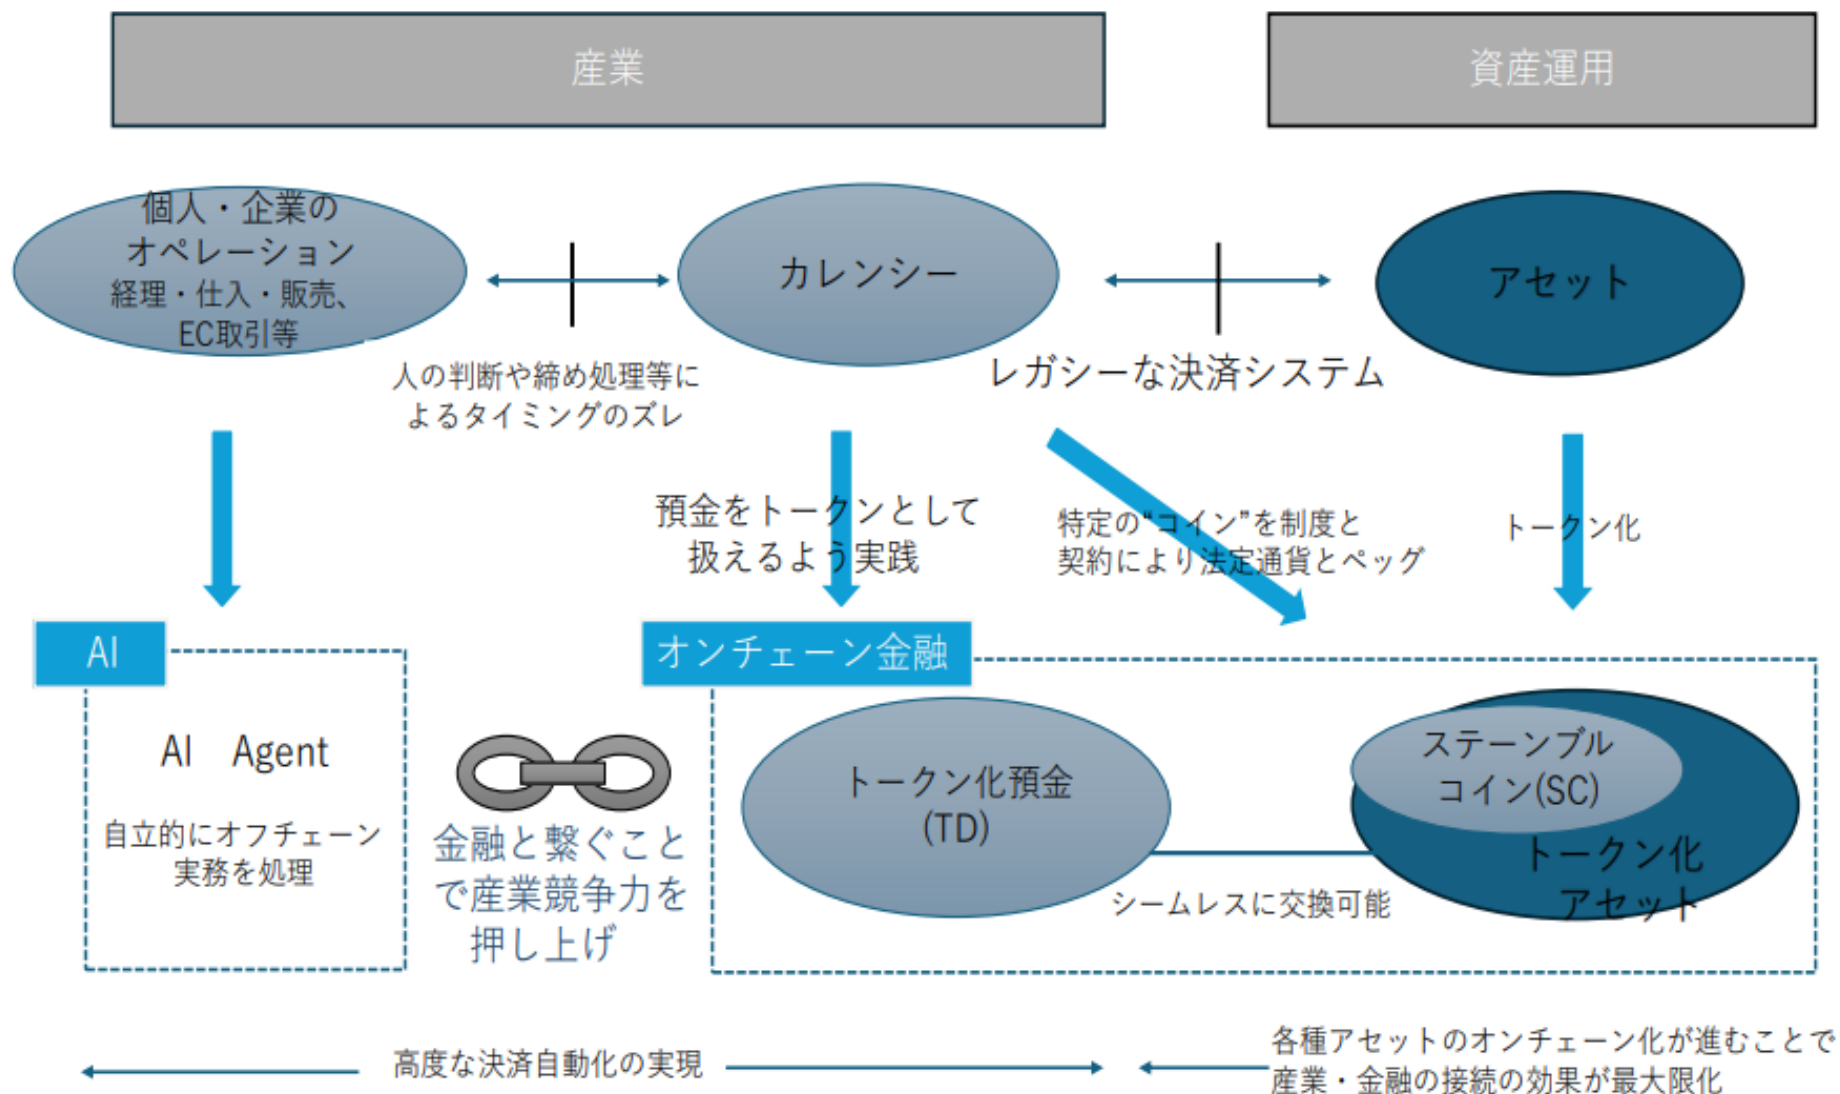 産業
資産運用
個人・企業の
オペレーション
経理・仕入・販売、
EC取引等
カレンシー
アセット
人の判断や締め処理等に
よるタイミングのズレ
レガシーな決済システム
預金をトークンとして
扱えるよう実践
特定の“コイン”を制度と
契約により法定通貨とペッグ
トークン化
AI
オンチェーン金融
AI　Agent
自立的にオフチェーン
実務を処理
金融と繋ぐこと
で産業競争力を
押し上げ
トークン化預金
(TD)
シームレスに交換可能
ステーンブル
コイン(SC)
トークン化
アセット
高度な決済自動化の実現
各種アセットのオンチェーン化が進むことで
産業・金融の接続の効果が最大限化